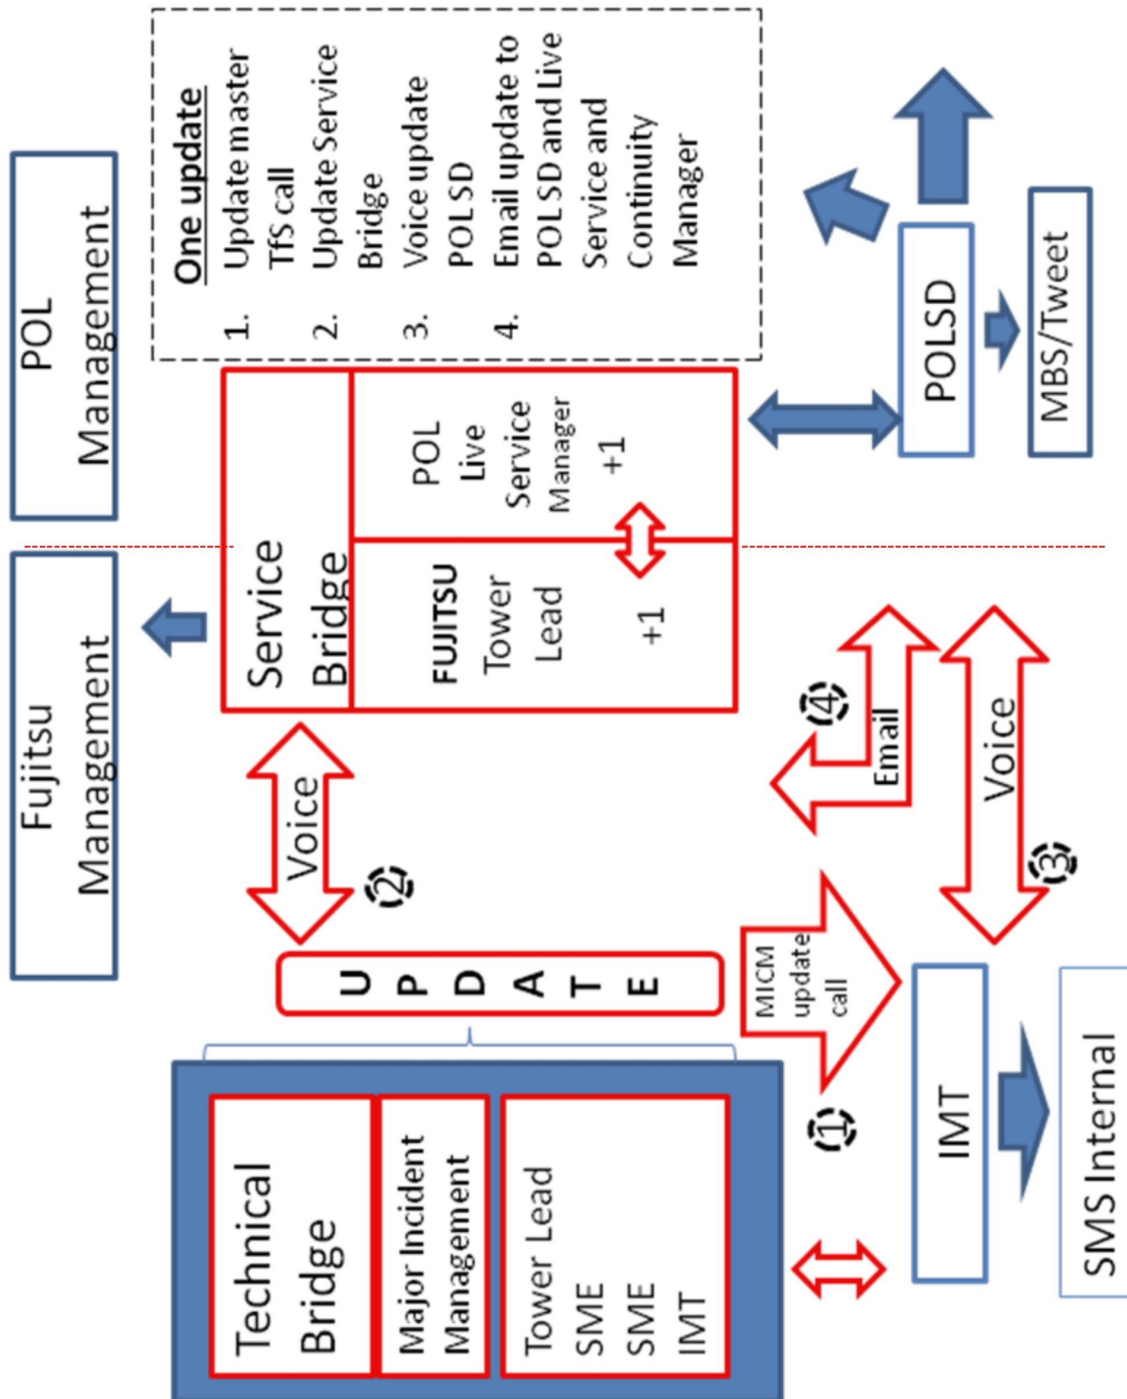 Fujitsu
Management
POL
Management
Technical
Bridge
Major Incident
Management
Tower Lead
SME
SME
IMT
UPDATE
Voice
2
Service
Bridge
FUJITSU
Tower
Lead
+1
POL
Live
Service
Manager
+1
One update
1. Update master
TfS call
2. Update Service
Bridge
3. Voice update
POL SD
4. Email update to
POL SD and Live
Service and
Continuity
Manager
1
MICM
update
call
4
Email
IMT
Voice
3
POLSD
SMS Internal
MBS/Tweet